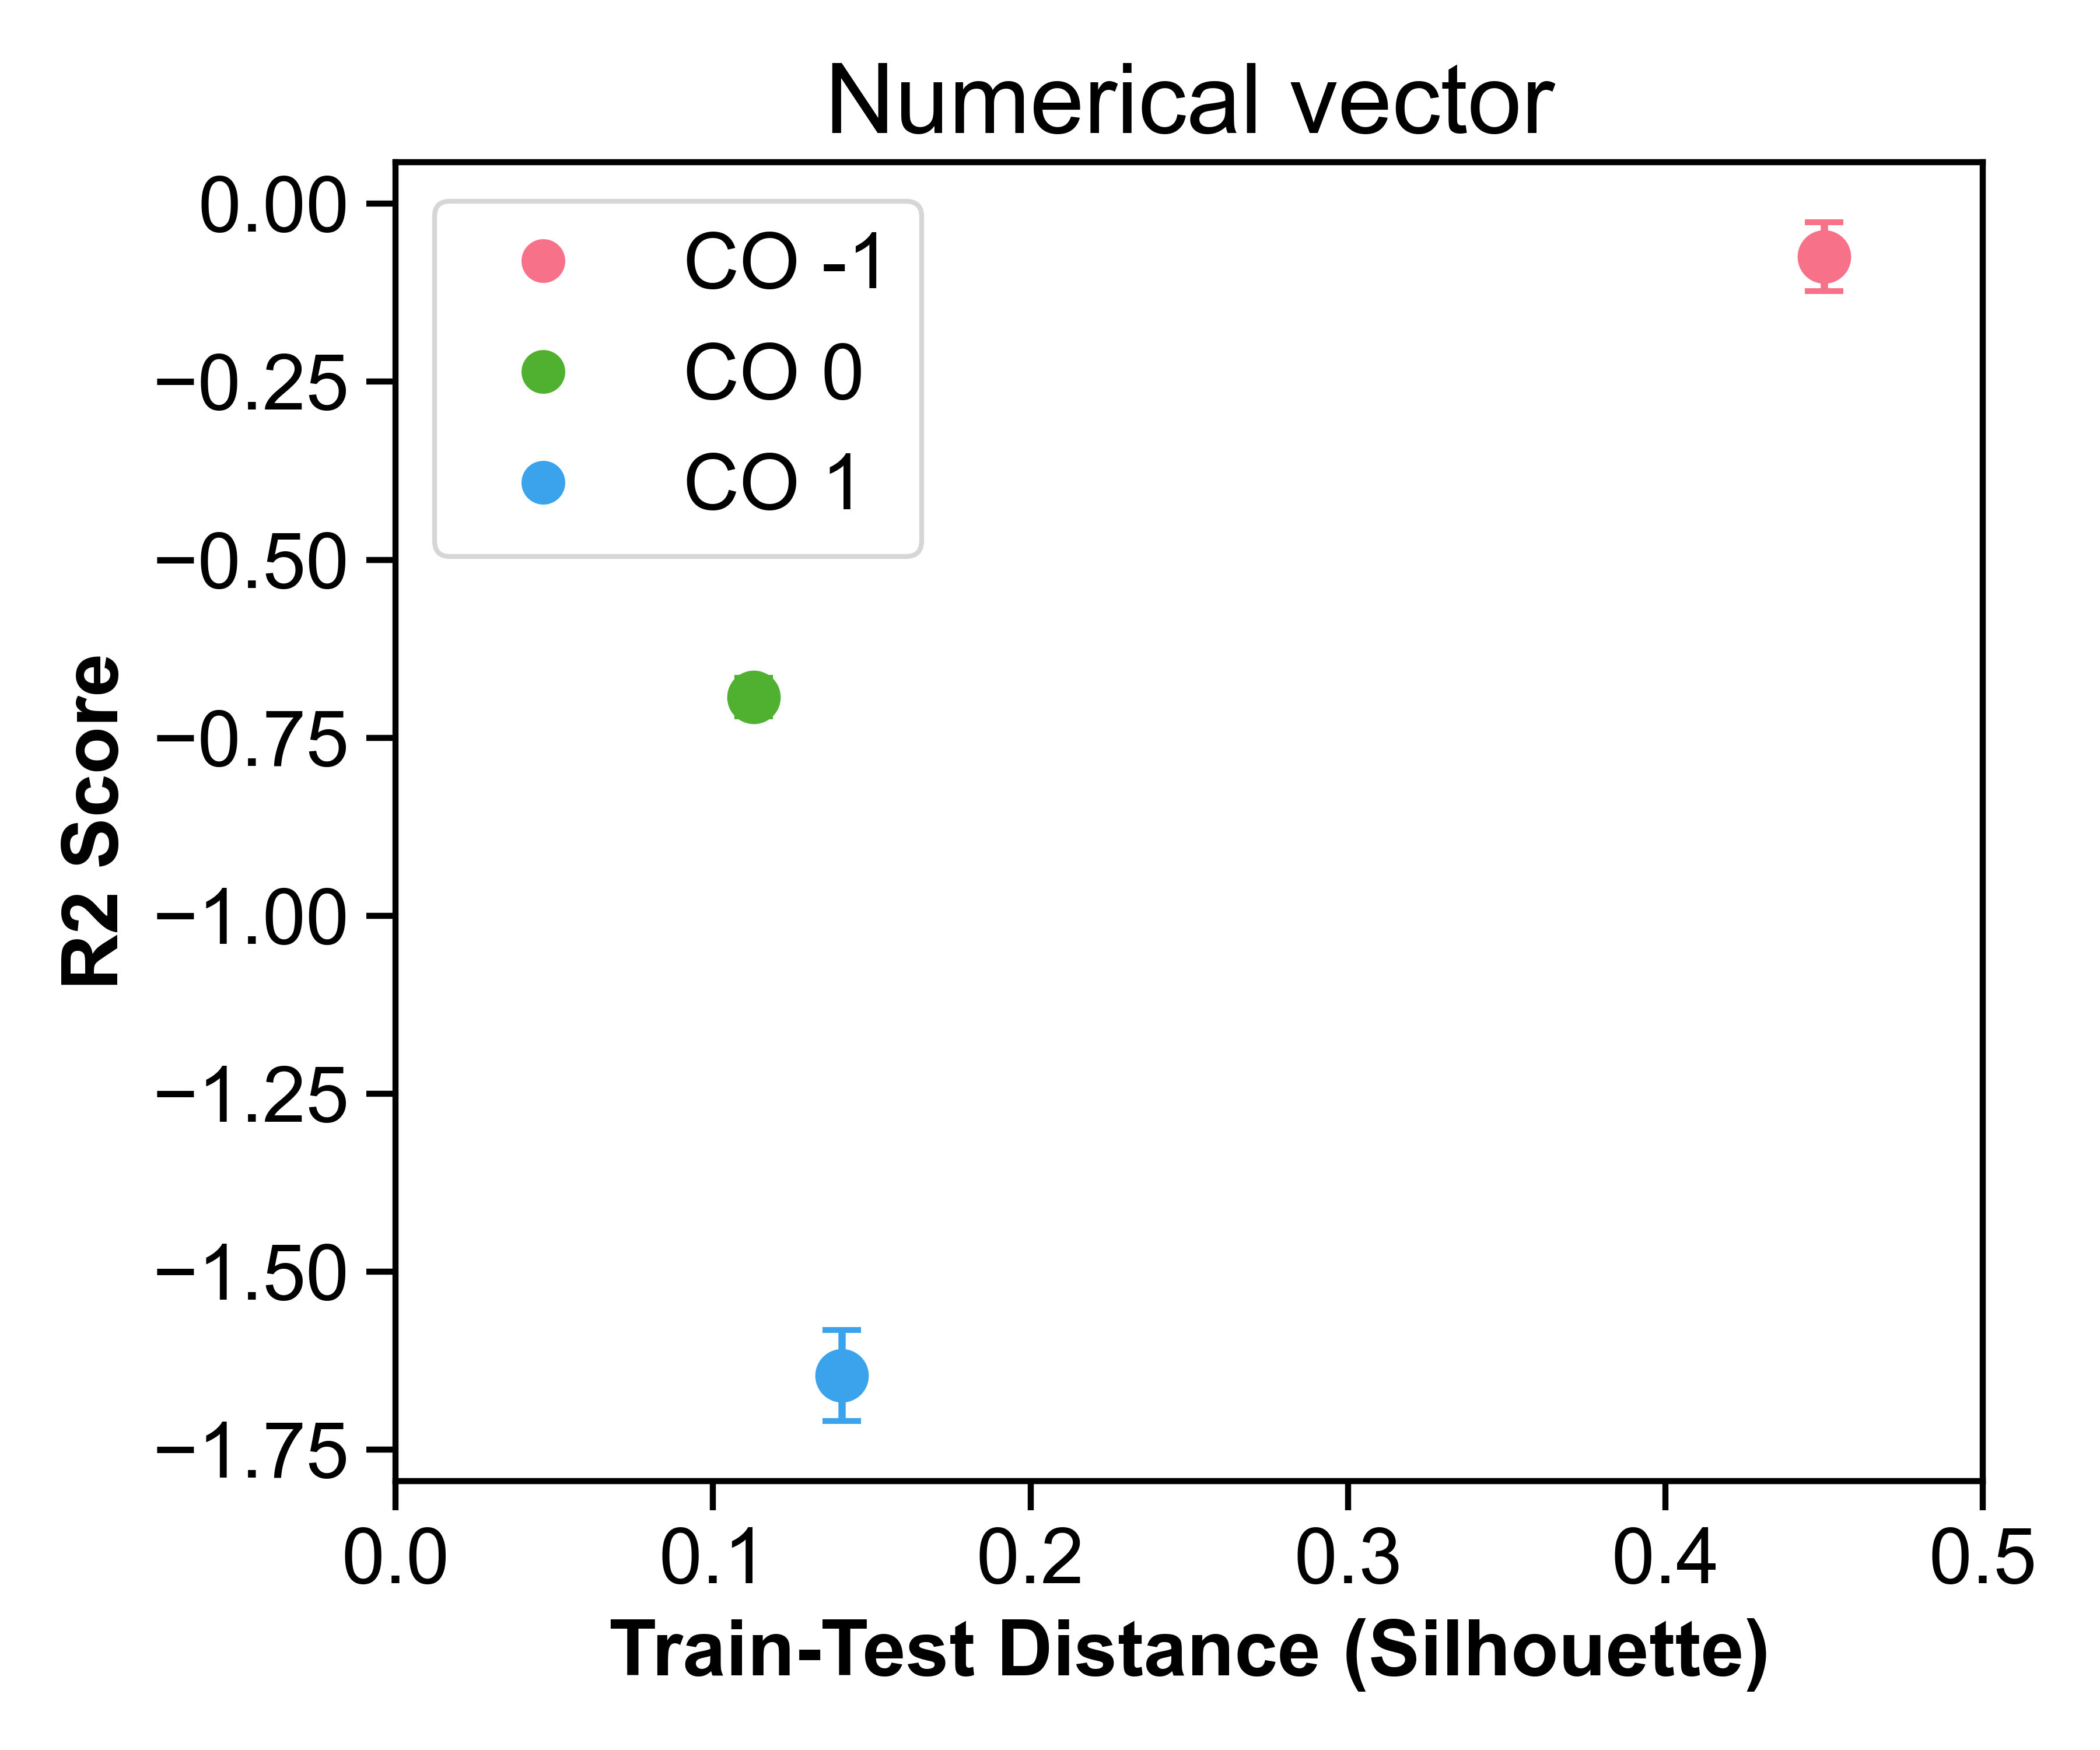 Numerical vector
0.00
−0.25
−0.50
−0.75
−1.00
−1.25
−1.50
−1.75
R2 Score
CO -1
CO 0
CO 1
0.0 0.1 0.2 0.3 0.4 0.5
Train-Test Distance (Silhouette)